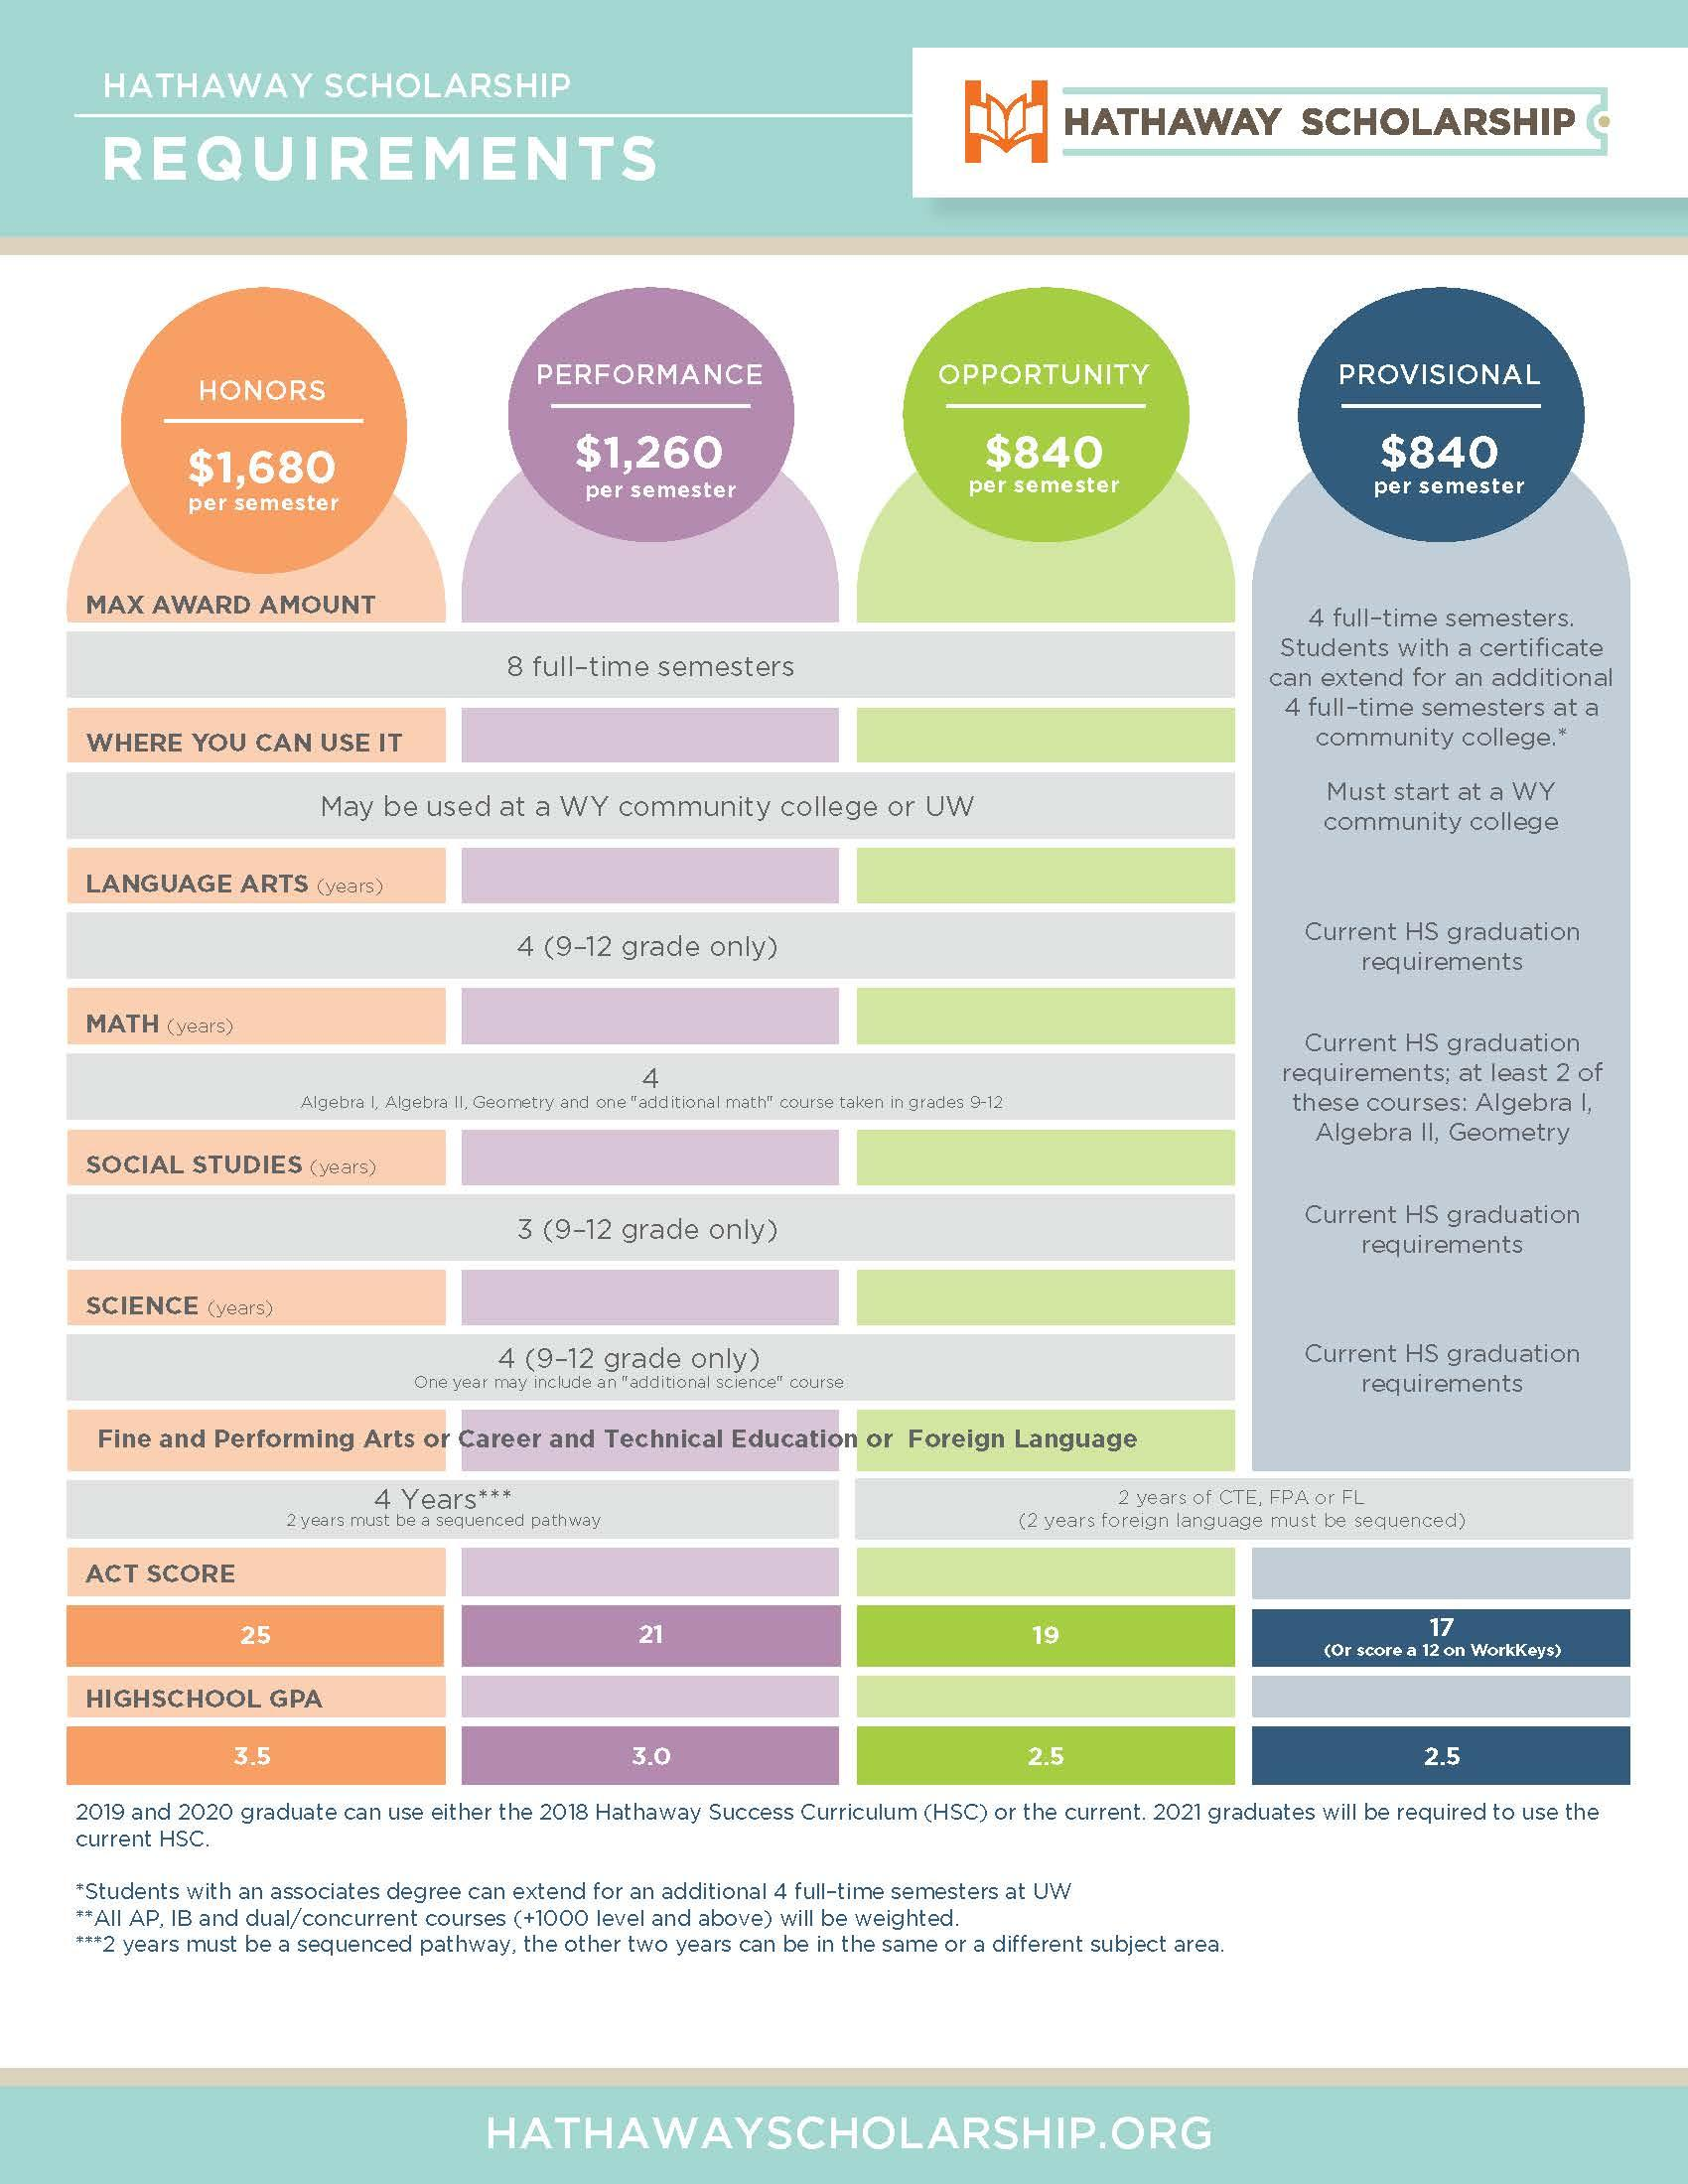 HATHAWAY SCHOLARSHIP
REQUIREMENTS
HATHAWAY SCHOLARSHIP
HONORS
$1,680
per semester
PERFORMANCE
$1,260
per semester
OPPORTUNITY
$840
per semester
PROVISIONAL
$840
per semester
MAX AWARD AMOUNT
8 full-time semesters
4 full-time semesters.
Students with a certificate
can extend for an additional
4 full-time semesters at a
community college.*
WHERE YOU CAN USE IT
May be used at a WY community college or UW
Must start at a WY
community college
LANGUAGE ARTS (years)
4 (9-12 grade only)
Current HS graduation
requirements
MATH (years)
4
Algebra I, Algebra II, Geometry and one "additional math" course taken in grades 9-12
Current HS graduation
requirements; at least 2 of
these courses: Algebra I,
Algebra II, Geometry
SOCIAL STUDIES (years)
3 (9-12 grade only)
Current HS graduation
requirements
SCIENCE (years)
4 (9-12 grade only)
One year may include an "additional science" course
Current HS graduation
requirements
Fine and Performing Arts or Career and Technical Education or Foreign Language
4 Years***
2 years must be a sequenced pathway
2 years of CTE, FPA or FL
(2 years foreign language must be sequenced)
ACT SCORE
25
21
19
17
(Or score a 12 on WorkKeys)
HIGHSCHOOL GPA
3.5
3.0
2.5
2.5
2019 and 2020 graduate can use either the 2018 Hathaway Success Curriculum (HSC) or the current. 2021 graduates will be required to use the
current HSC.
*Students with an associates degree can extend for an additional 4 full-time semesters at UW
**All AP, IB and dual/concurrent courses (+1000 level and above) will be weighted.
***2 years must be a sequenced pathway, the other two years can be in the same or a different subject area.
HATHAWAYSCHOLARSHIP.ORG